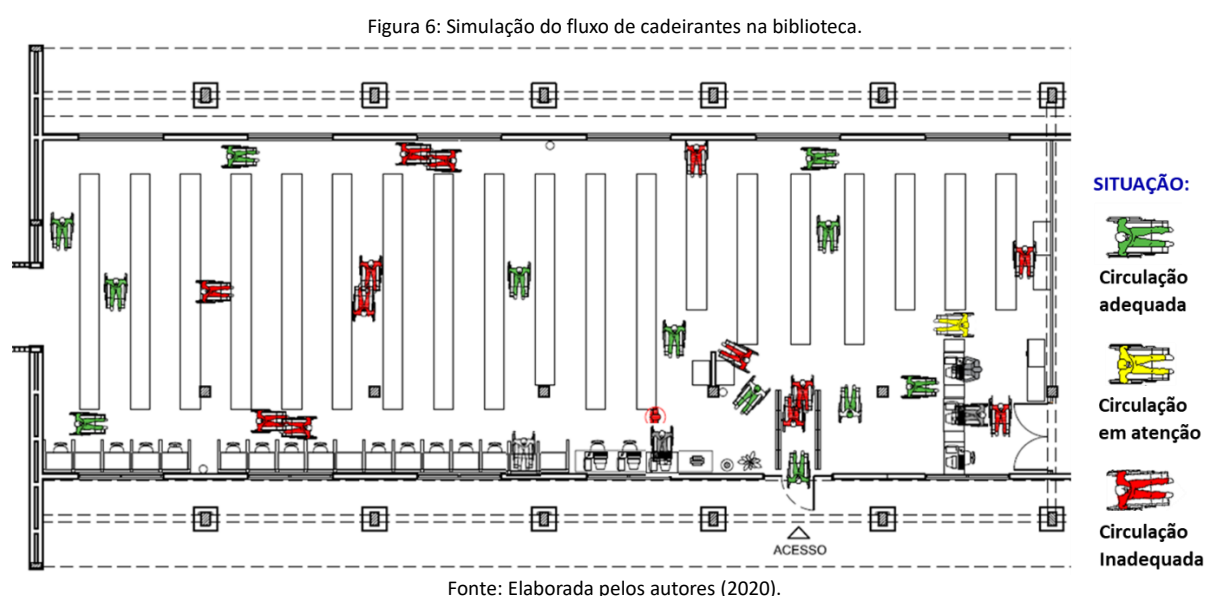 Figura 6: Simulação do fluxo de cadeirantes na biblioteca.
SITUAÇÃO:
Circulação
adequada
Circulação
em atenção
Circulação
Inadequada
ACESSO
Fonte: Elaborada pelos autores (2020).